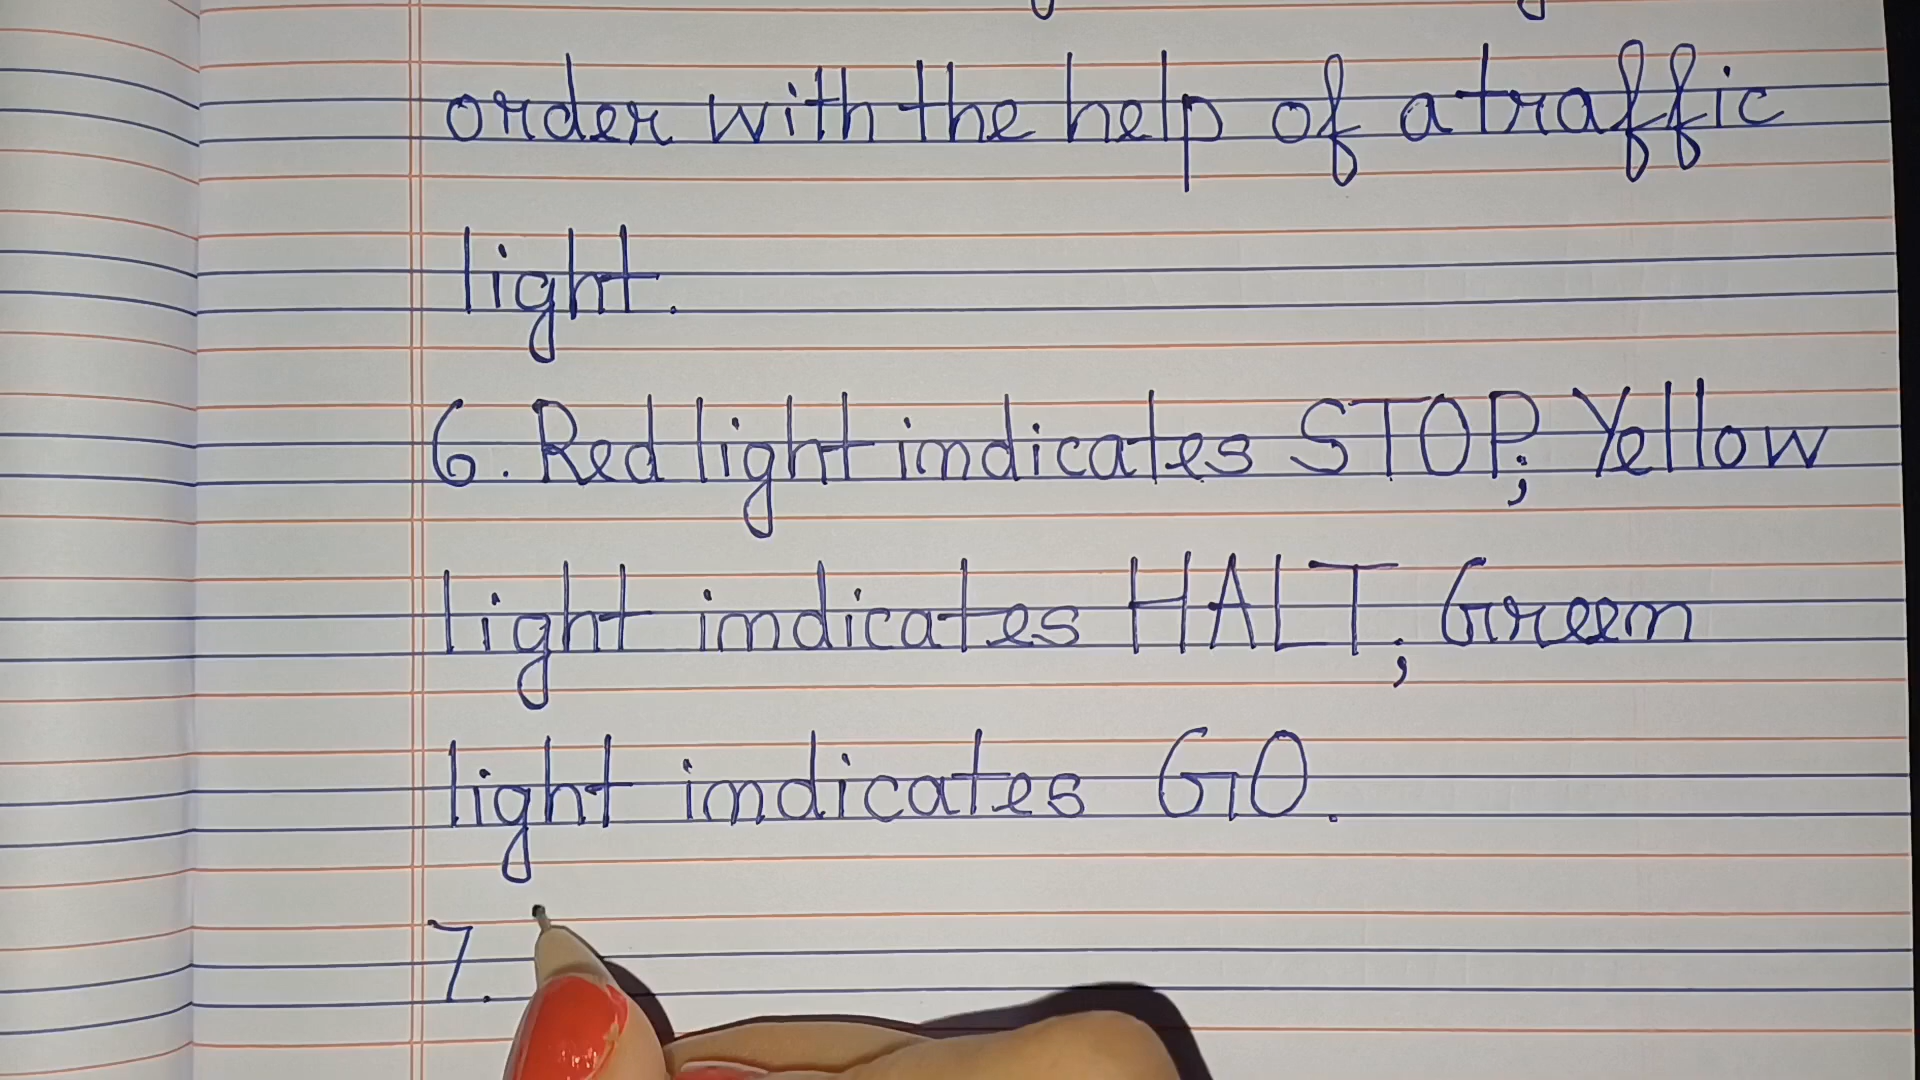 order with the help of a traffic
light.
6. Red light indicates STOP; Yellow
light indicates HALT; Green
light indicates GO.
7.